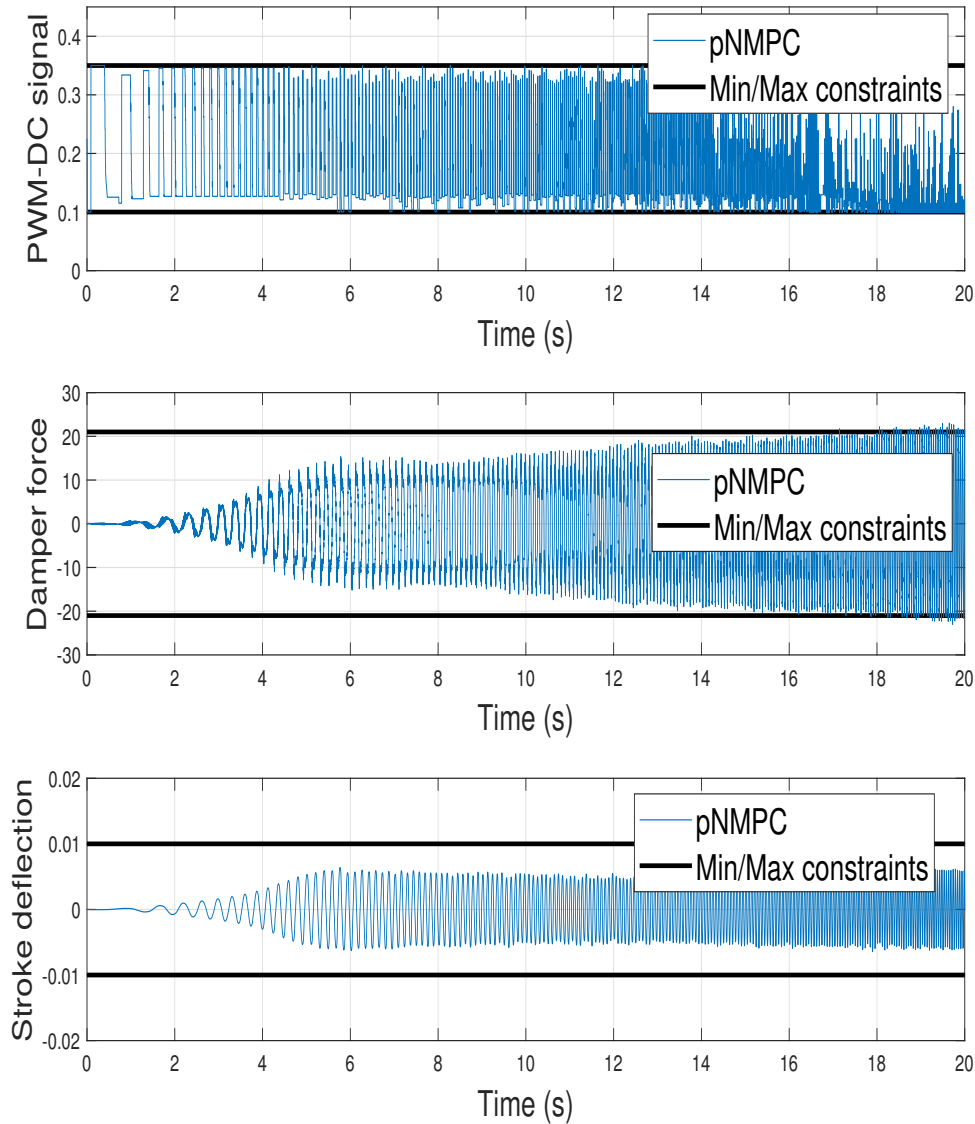 PWM-DC signal
0.4
0.3
0.2
0.1
0
pNMPC
Min/Max constraints
0 2 4 6 8 10 12 14 16 18 20
Time (s)
Damper force
30
20
10
0
-10
-20
-30
pNMPC
Min/Max constraints
0 2 4 6 8 10 12 14 16 18 20
Time (s)
Stroke deflection
0.02
0.01
0
-0.01
-0.02
pNMPC
Min/Max constraints
0 2 4 6 8 10 12 14 16 18 20
Time (s)